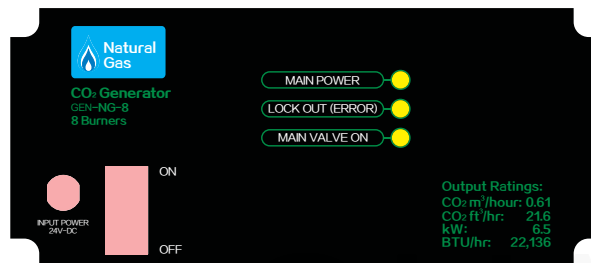 Natural
Gas
CO₂ Generator
GEN-NG-8
8 Burners
MAIN POWER
LOCK OUT (ERROR)
MAIN VALVE ON
ON
OFF
INPUT POWER
24V-DC
Output Ratings:
CO₂ m³/hour: 0.61
CO₂ ft³/hr: 21.6
kW: 6.5
BTU/hr: 22,136